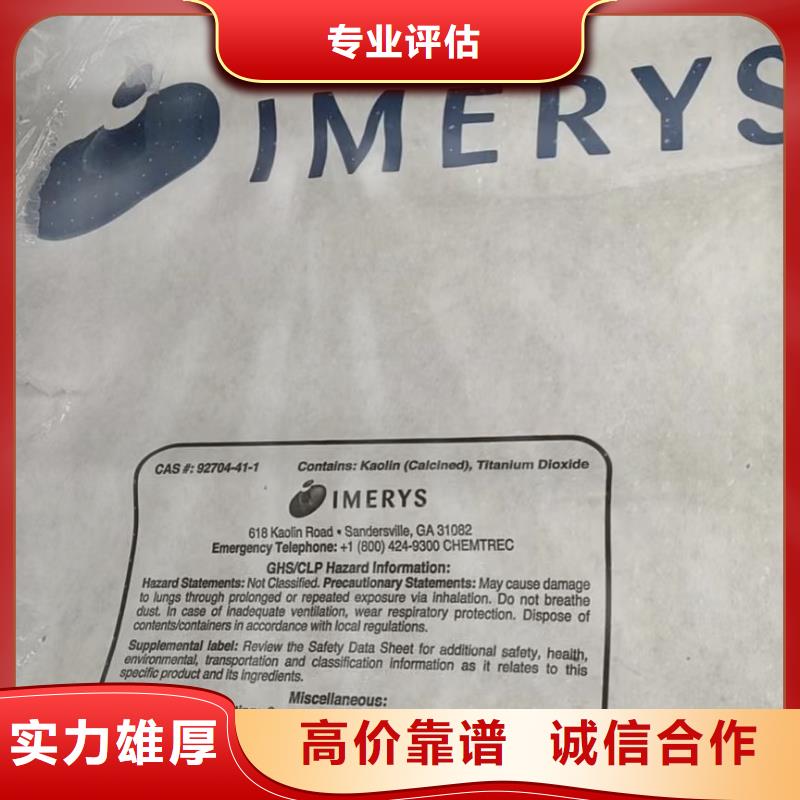 专业评估
IMERYS
CAS #: 92704-41-1 Contains: Kaolin (Calcined), Titanium Dioxide
IMERYS
618 Kaolin Road • Sandersville, GA 31082
Emergency Telephone: +1 (800) 424-9300 CHEMTREC
GHS/CLP Hazard Information:
Hazard Statements: Not Classified. Precautionary Statements: May cause damage
to lungs through prolonged or repeated exposure via inhalation. Do not breathe
dust. In case of inadequate ventilation, wear respiratory protection. Dispose of
contents/containers in accordance with local regulations.
Supplemental label: Review the Safety Data Sheet for additional safety, health,
environmental, transportation and classification information as it relates to this
specific product and its ingredients.
Miscellaneous:
实力雄厚 高价靠谱 诚信合作